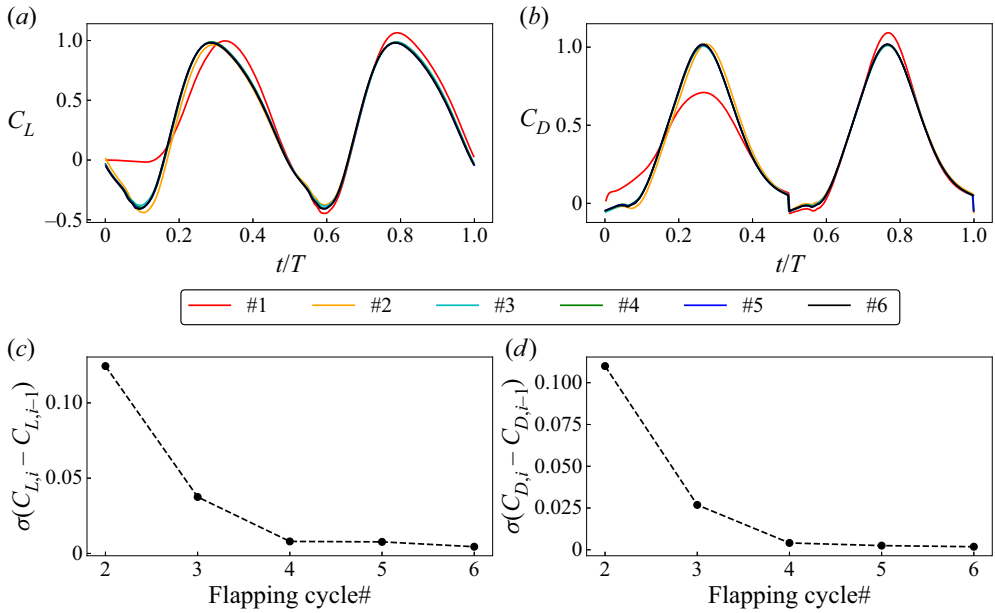 (a) (b)
1.0 1.0
0.5 0.5
C_L C_D
0 0
–0.5
0 0.2 0.4 0.6 0.8 1.0 0 0.2 0.4 0.6 0.8 1.0
t/T t/T
#1 #2 #3 #4 #5 #6
(c) (d)
σ(C_{L,i} – C_{L,i–1}) σ(C_{D,i} – C_{D,i–1})
0.10 0.100
0.075
0.05 0.050
0.025
0 0
2 3 4 5 6 2 3 4 5 6
Flapping cycle# Flapping cycle#